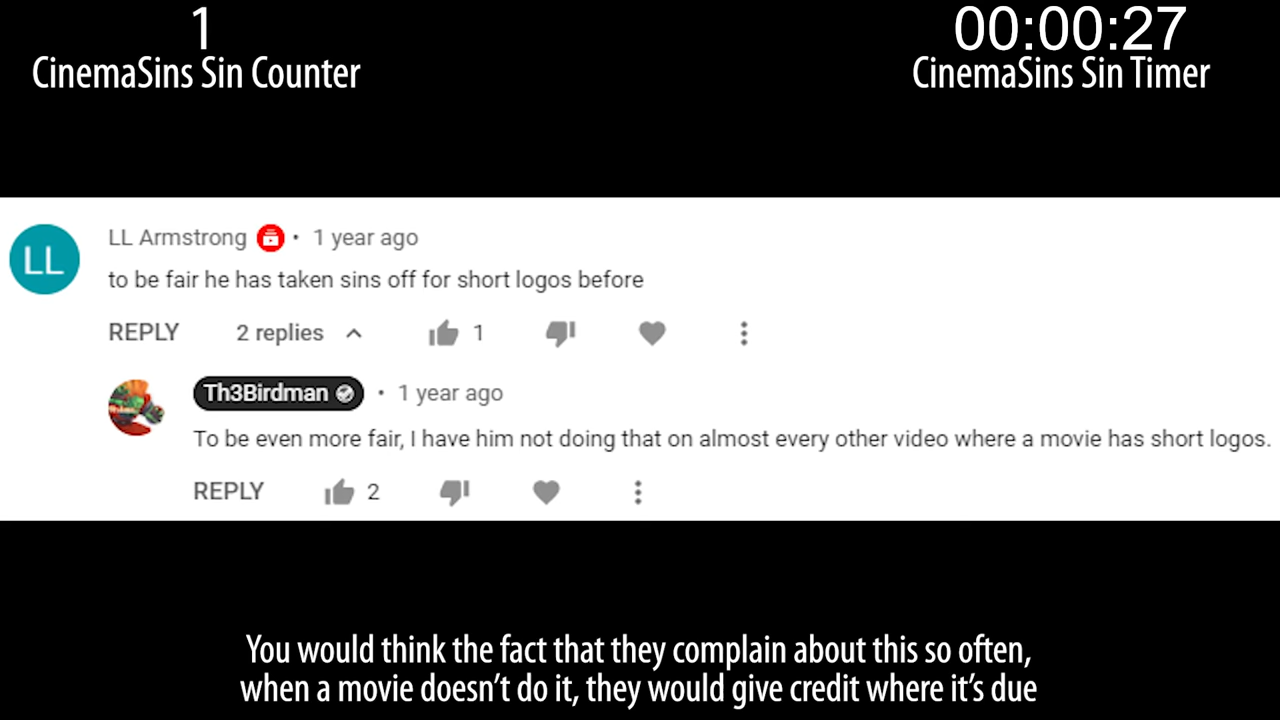 1
CinemaSins Sin Counter
00:00:27
CinemaSins Sin Timer
LL
LL Armstrong • 1 year ago
to be fair he has taken sins off for short logos before
REPLY 2 replies 1
Th3Birdman • 1 year ago
To be even more fair, I have him not doing that on almost every other video where a movie has short logos.
REPLY 2
You would think the fact that they complain about this so often,
when a movie doesn't do it, they would give credit where it's due